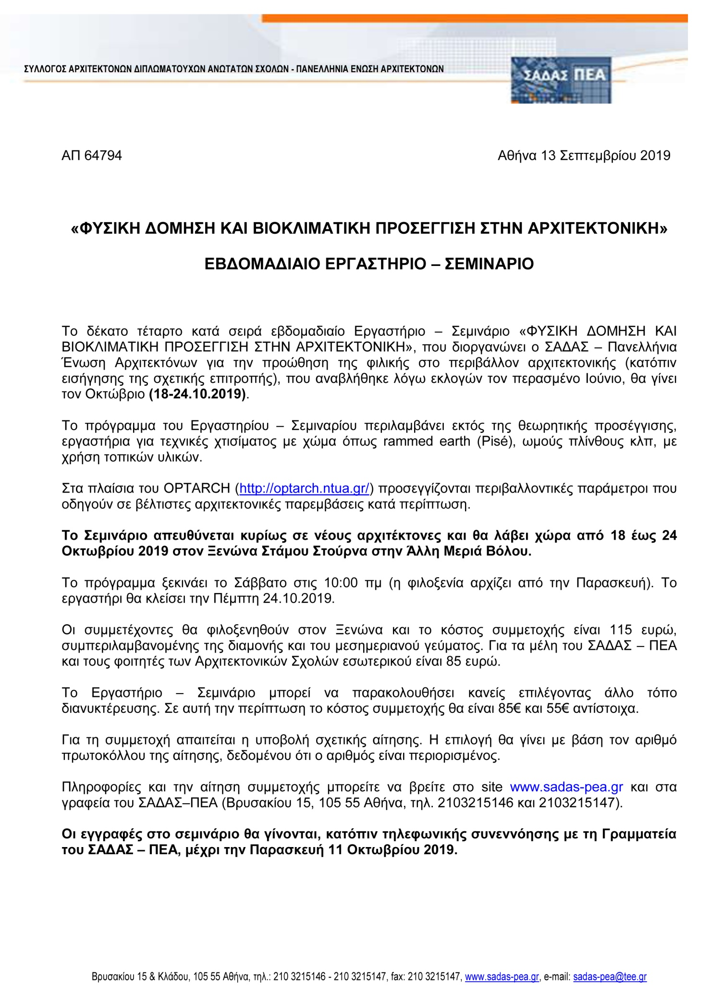 ΣΥΛΛΟΓΟΣ ΑΡΧΙΤΕΚΤΟΝΩΝ ΔΙΠΛΩΜΑΤΟΥΧΩΝ ΑΝΩΤΑΤΩΝ ΣΧΟΛΩΝ - ΠΑΝΕΛΛΗΝΙΑ ΕΝΩΣΗ ΑΡΧΙΤΕΚΤΟΝΩΝ
ΣΑΔΑΣ ΠΕΑ
ΑΠ 64794 Αθήνα 13 Σεπτεμβρίου 2019
«ΦΥΣΙΚΗ ΔΟΜΗΣΗ ΚΑΙ ΒΙΟΚΛΙΜΑΤΙΚΗ ΠΡΟΣΕΓΓΙΣΗ ΣΤΗΝ ΑΡΧΙΤΕΚΤΟΝΙΚΗ»
ΕΒΔΟΜΑΔΙΑΙΟ ΕΡΓΑΣΤΗΡΙΟ – ΣΕΜΙΝΑΡΙΟ
Το δέκατο τέταρτο κατά σειρά εβδομαδιαίο Εργαστήριο – Σεμινάριο «ΦΥΣΙΚΗ ΔΟΜΗΣΗ ΚΑΙ
ΒΙΟΚΛΙΜΑΤΙΚΗ ΠΡΟΣΕΓΓΙΣΗ ΣΤΗΝ ΑΡΧΙΤΕΚΤΟΝΙΚΗ», που διοργανώνει ο ΣΑΔΑΣ – Πανελλήνια
Ένωση Αρχιτεκτόνων για την προώθηση της φιλικής στο περιβάλλον αρχιτεκτονικής (κατόπιν
εισήγησης της σχετικής επιτροπής), που αναβλήθηκε λόγω εκλογών τον περασμένο Ιούνιο, θα γίνει
τον Οκτώβριο (18-24.10.2019).
Το πρόγραμμα του Εργαστηρίου – Σεμιναρίου περιλαμβάνει εκτός της θεωρητικής προσέγγισης,
εργαστήρια για τεχνικές χτισίματος με χώμα όπως rammed earth (Pisé), ωμούς πλίνθους κλπ, με
χρήση τοπικών υλικών.
Στα πλαίσια του OPTARCH (http://optarch.ntua.gr/) προσεγγίζονται περιβαλλοντικές παράμετροι που
οδηγούν σε βέλτιστες αρχιτεκτονικές παρεμβάσεις κατά περίπτωση.
Το Σεμινάριο απευθύνεται κυρίως σε νέους αρχιτέκτονες και θα λάβει χώρα από 18 έως 24
Οκτωβρίου 2019 στον Ξενώνα Στάμου Στούρνα στην Άλλη Μεριά Βόλου.
Το πρόγραμμα ξεκινάει το Σάββατο στις 10:00 πμ (η φιλοξενία αρχίζει από την Παρασκευή). Το
εργαστήρι θα κλείσει την Πέμπτη 24.10.2019.
Οι συμμετέχοντες θα φιλοξενηθούν στον Ξενώνα και το κόστος συμμετοχής είναι 115 ευρώ,
συμπεριλαμβανομένης της διαμονής και του μεσημεριανού γεύματος. Για τα μέλη του ΣΑΔΑΣ – ΠΕΑ
και τους φοιτητές των Αρχιτεκτονικών Σχολών εσωτερικού είναι 85 ευρώ.
Το Εργαστήριο – Σεμινάριο μπορεί να παρακολουθήσει κανείς επιλέγοντας άλλο τόπο
διανυκτέρευσης. Σε αυτή την περίπτωση το κόστος συμμετοχής θα είναι 85€ και 55€ αντίστοιχα.
Για τη συμμετοχή απαιτείται η υποβολή σχετικής αίτησης. Η επιλογή θα γίνει με βάση τον αριθμό
πρωτοκόλλου της αίτησης, δεδομένου ότι ο αριθμός είναι περιορισμένος.
Πληροφορίες και την αίτηση συμμετοχής μπορείτε να βρείτε στο site www.sadas-pea.gr και στα
γραφεία του ΣΑΔΑΣ–ΠΕΑ (Βρυσακίου 15, 105 55 Αθήνα, τηλ. 2103215146 και 2103215147).
Οι εγγραφές στο σεμινάριο θα γίνονται, κατόπιν τηλεφωνικής συνεννόησης με τη Γραμματεία
του ΣΑΔΑΣ – ΠΕΑ, μέχρι την Παρασκευή 11 Οκτωβρίου 2019.
Βρυσακίου 15 & Κλάδου, 105 55 Αθήνα, τηλ.: 210 3215146 - 210 3215147, fax: 210 3215147, www.sadas-pea.gr, e-mail: sadas-pea@tee.gr